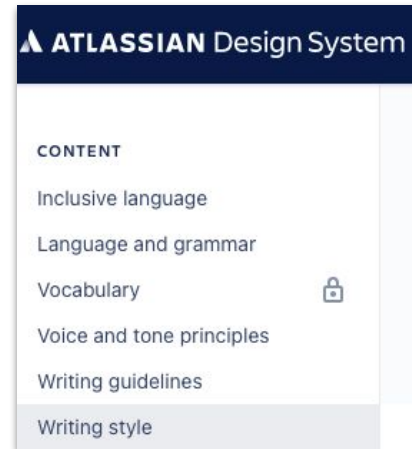 ATLASSIAN Design System
CONTENT
Inclusive language
Language and grammar
Vocabulary
Voice and tone principles
Writing guidelines
Writing style